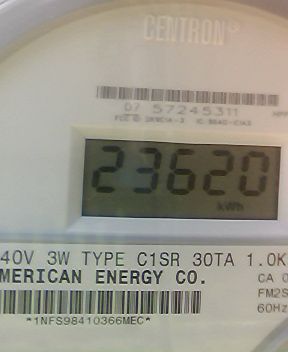 CENTRON®
07 57245311
23620
kWh
40V 3W TYPE C1SR 30TA 1.0K
MERICAN ENERGY CO.
CA 0
FM2S
60Hz
*1NFS98410366MEC*